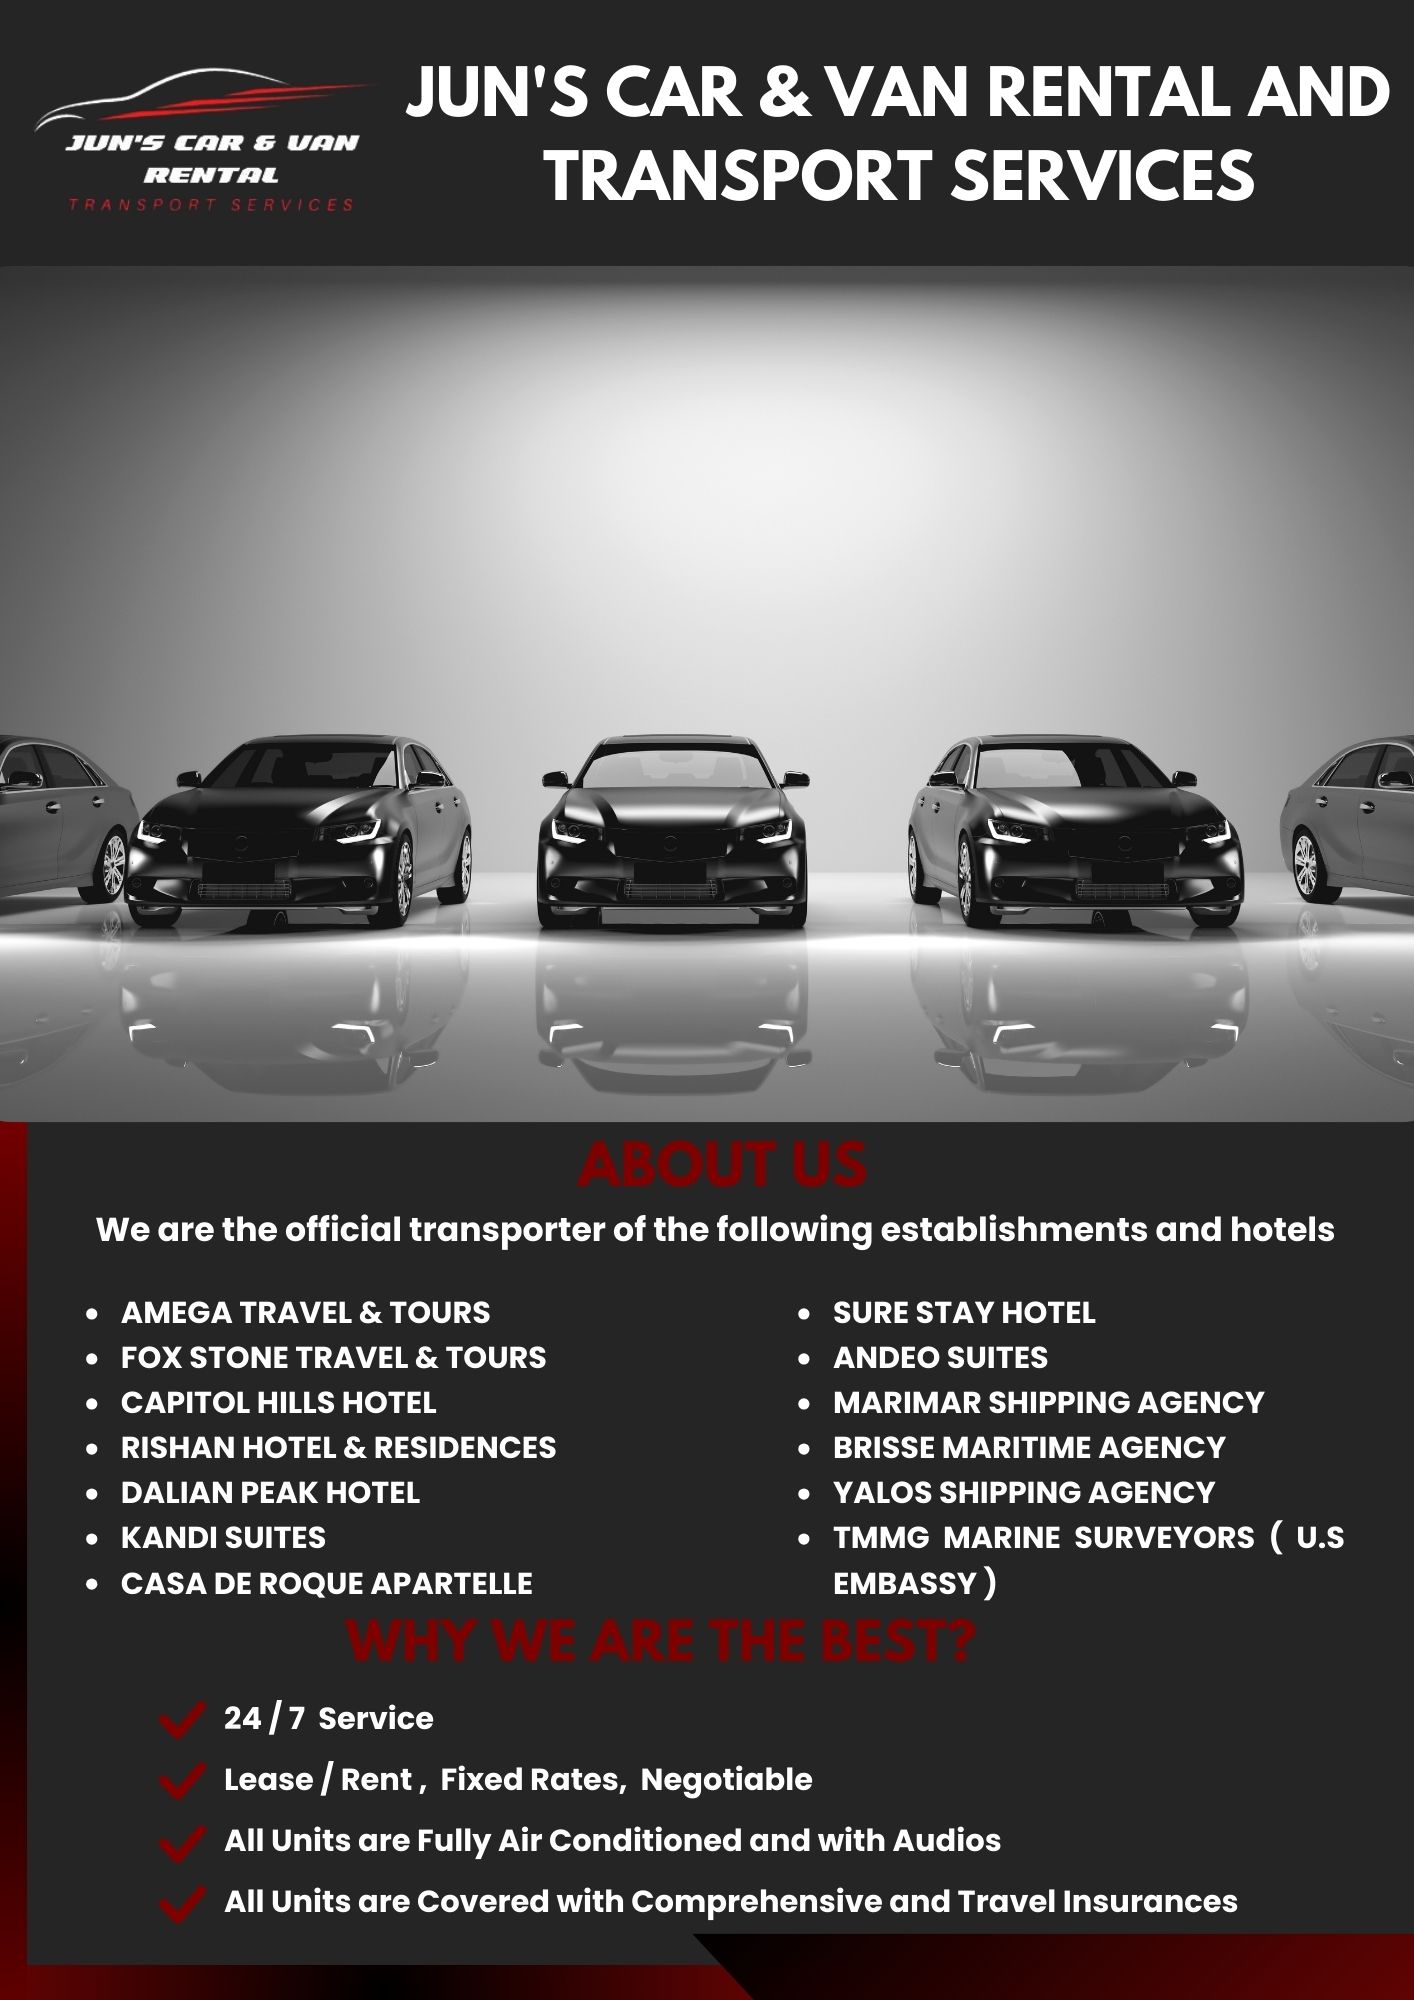 JUN'S CAR & VAN
RENTAL
TRANSPORT SERVICES
JUN'S CAR & VAN RENTAL AND
TRANSPORT SERVICES
ABOUT US
We are the official transporter of the following establishments and hotels
• AMEGA TRAVEL & TOURS
• FOX STONE TRAVEL & TOURS
• CAPITOL HILLS HOTEL
• RISHAN HOTEL & RESIDENCES
• DALIAN PEAK HOTEL
• KANDI SUITES
• CASA DE ROQUE APARTELLE
• SURE STAY HOTEL
• ANDEO SUITES
• MARIMAR SHIPPING AGENCY
• BRISSE MARITIME AGENCY
• YALOS SHIPPING AGENCY
• TMMG MARINE SURVEYORS ( U.S
EMBASSY )
WHY WE ARE THE BEST?
24 / 7 Service
Lease / Rent , Fixed Rates, Negotiable
All Units are Fully Air Conditioned and with Audios
All Units are Covered with Comprehensive and Travel Insurances